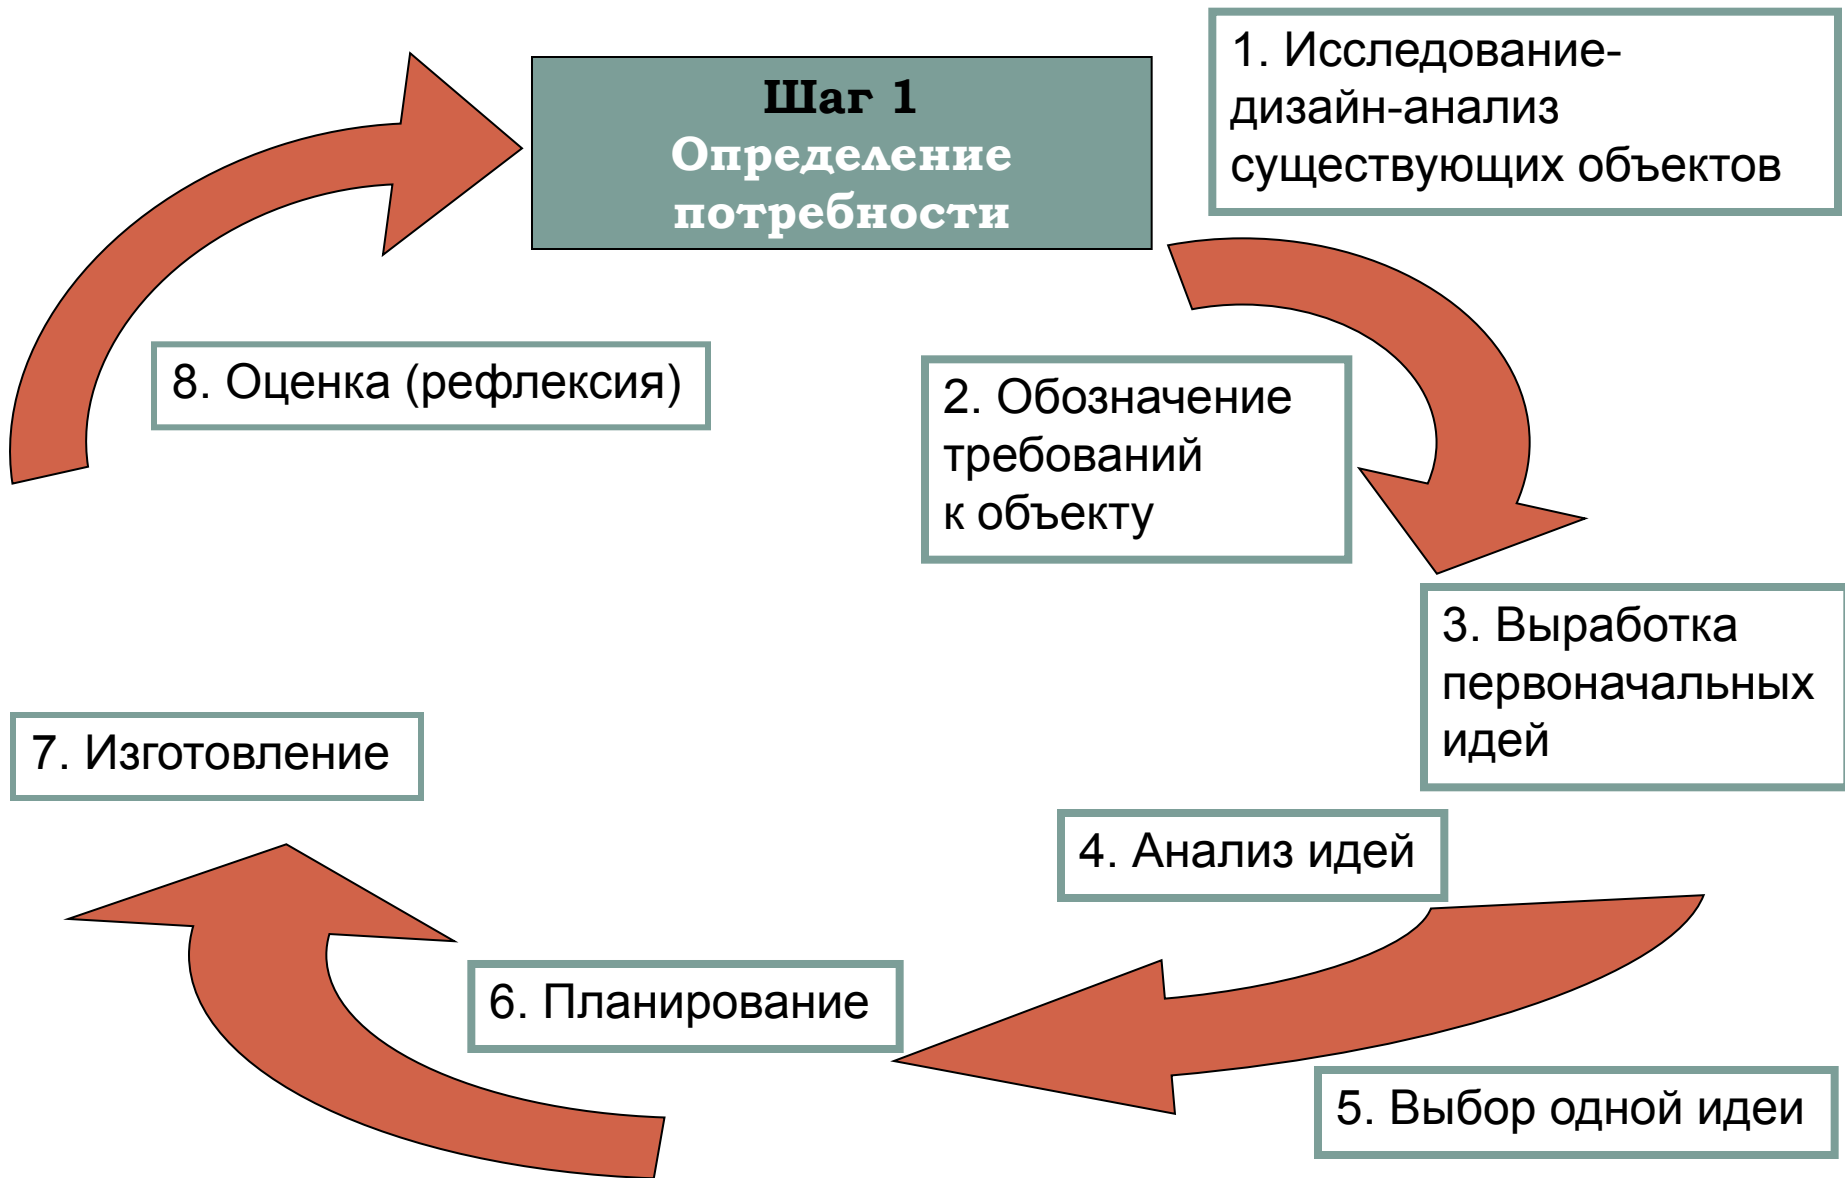 Шаг 1
Определение
потребности
1. Исследование-
дизайн-анализ
существующих объектов
2. Обозначение
требований
к объекту
3. Выработка
первоначальных
идей
4. Анализ идей
5. Выбор одной идеи
6. Планирование
7. Изготовление
8. Оценка (рефлексия)